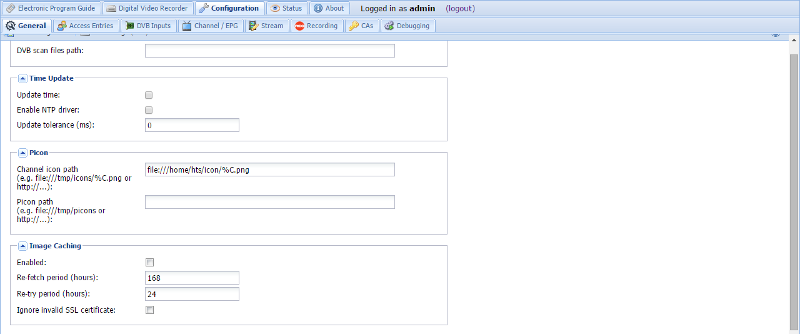 Electronic Program Guide Digital Video Recorder Configuration Status About Logged in as admin (logout)
General Access Entries DVB Inputs Channel / EPG Stream Recording CAs Debugging
DVB scan files path:
Time Update
Update time:
Enable NTP driver:
Update tolerance (ms): 0
Picon
Channel icon path file:///home/hts/icon/%C.png
(e.g. file:///tmp/icons/%C.png or
http://...):
Picon path
(e.g. file:///tmp/picons or
http://...):
Image Caching
Enabled:
Re-fetch period (hours): 168
Re-try period (hours): 24
Ignore invalid SSL certificate: